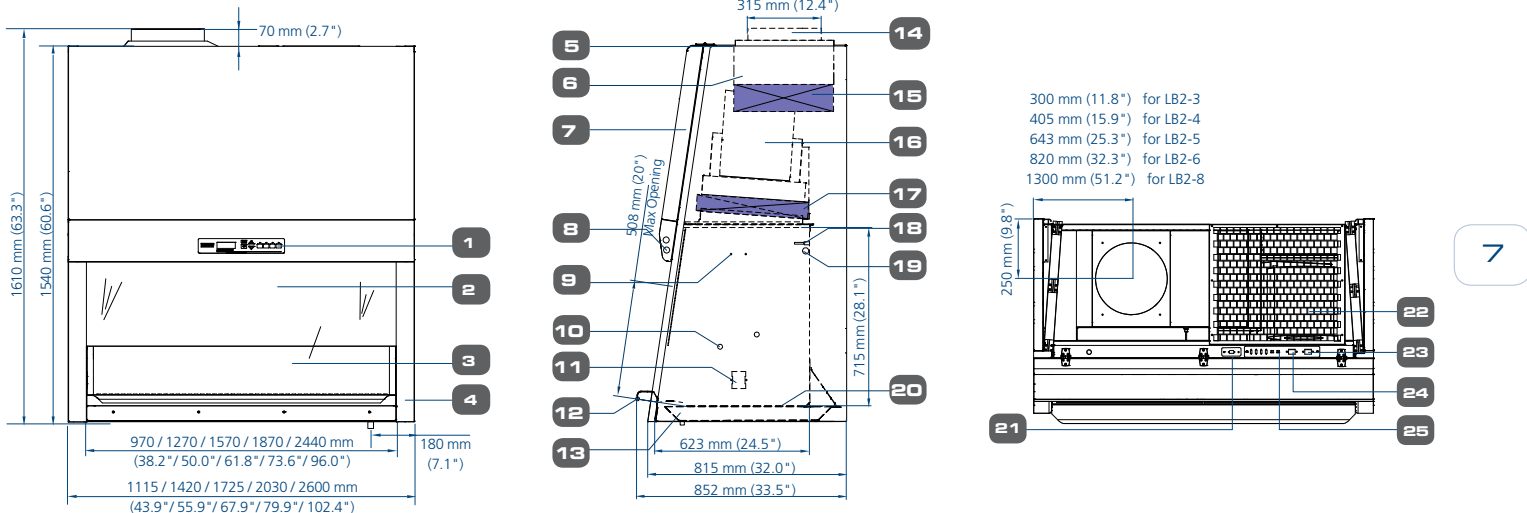 70 mm (2.7")
1610 mm (63.3")
1540 mm (60.6")
1
2
3
4
970 / 1270 / 1570 / 1870 / 2440 mm
(38.2"/ 50.0"/ 61.8"/ 73.6"/ 96.0")
180 mm
(7.1")
1115 / 1420 / 1725 / 2030 / 2600 mm
(43.9"/ 55.9"/ 67.9"/ 79.9"/ 102.4")
315 mm (12.4")
5
6
7
8
9
10
11
12
13
14
15
16
17
18
19
20
508 mm (20")
Max Opening
715 mm (28.1")
623 mm (24.5")
815 mm (32.0")
852 mm (33.5")
300 mm (11.8") for LB2-3
405 mm (15.9") for LB2-4
643 mm (25.3") for LB2-5
820 mm (32.3") for LB2-6
1300 mm (51.2") for LB2-8
250 mm (9.8")
21
22
23
24
25
7